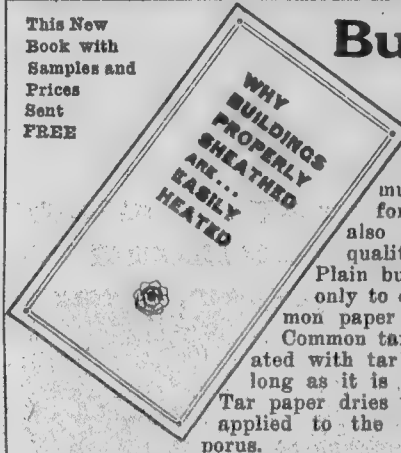 This New
Book with
Samples and
Prices
Sent
FREE
Bu
WHY
BUILDINGS
PROPERLY
SHEATHED
ARE...
EASILY
HEATED
mu
for
also
qualit
Plain bu
only to
mon paper
Common ta
ated with tar
long as it is
Tar paper dries
applied to the
porus.